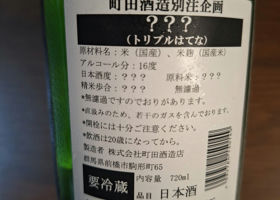 町田酒造別注企画
？？？
（トリプルはてな）
原材料名：米（国産）、米麹（国産米）
アルコール分：16度
日本酒度：？？？　原料米：？？？
精米歩合：？？？　無濾過
*無濾過ですのでおりがあります。
*直汲みのため、若干のガスを含んでおります。
*開栓には十分ご注意ください。
*飲酒は20歳になってから。
製造者 株式会社町田酒造店
群馬県前橋市駒形町65
要冷蔵
内容量 720ml
品目 日本酒